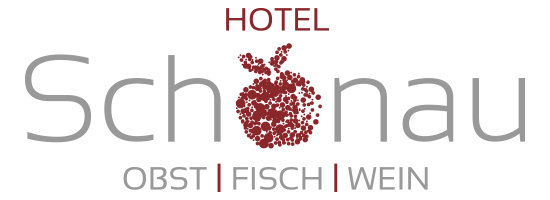 HOTEL
Schönau
OBST | FISCH | WEIN